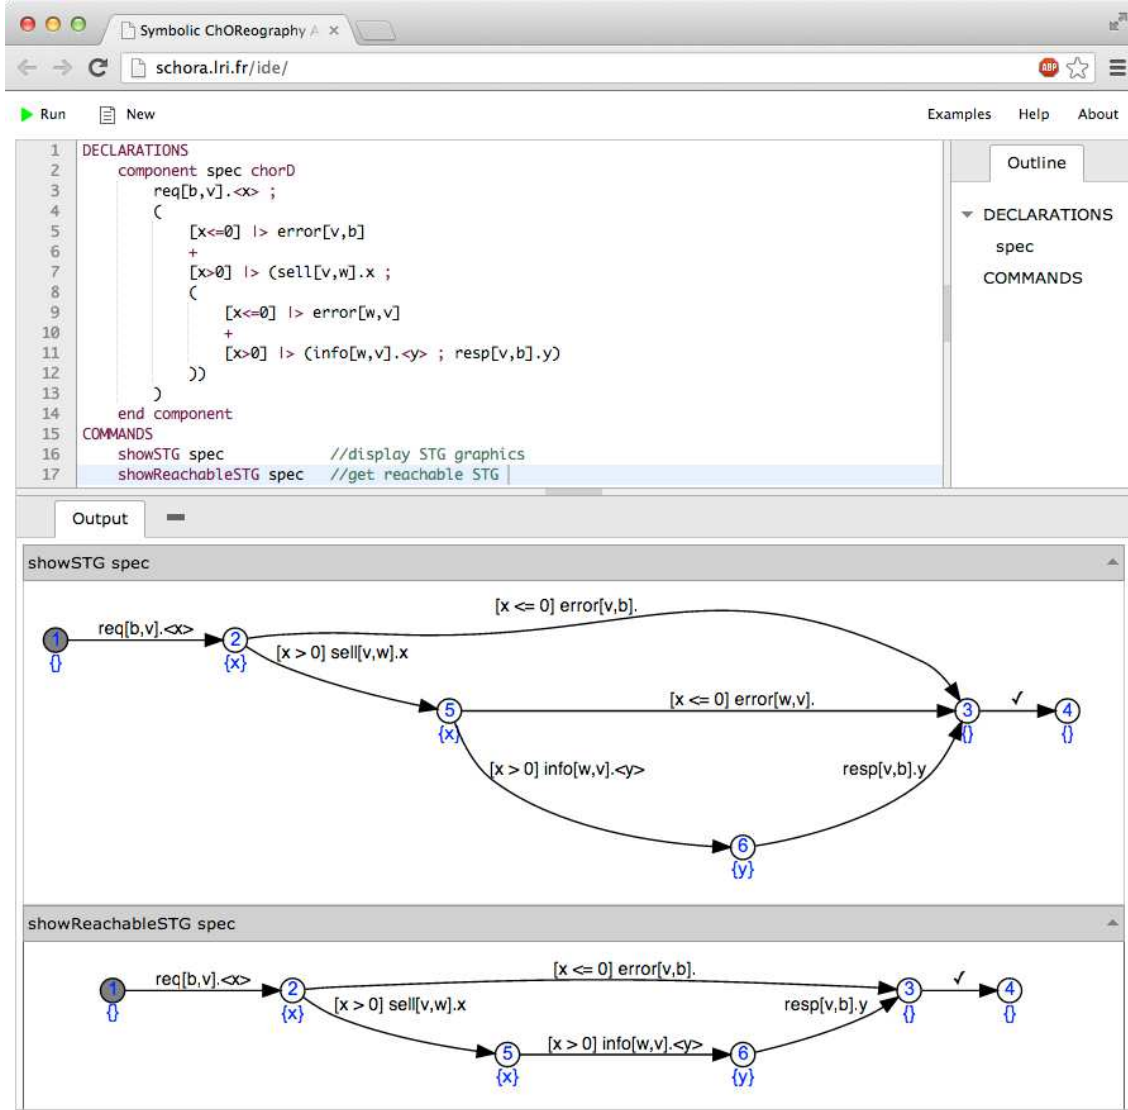 Symbolic ChOReography A ×
schora.lri.fr/ide/
ABP
Run New Examples Help About
1 DECLARATIONS
2 component spec chorD
3 req[b,v].<x> ;
4 (
5 [x<=0] |> error[v,b]
6 +
7 [x>0] |> (sell[v,w].x ;
8 (
9 [x<=0] |> error[w,v]
10 +
11 [x>0] |> (info[w,v].<y> ; resp[v,b].y)
12 ))
13 )
14 end component
15 COMMANDS
16 showSTG spec //display STG graphics
17 showReachableSTG spec //get reachable STG
Outline
DECLARATIONS
spec
COMMANDS
Output
showSTG spec
[x <= 0] error[v,b].
req[b,v].<x>
1
{}
2
{x}
[x > 0] sell[v,w].x
5
{x}
[x <= 0] error[w,v].
3
{}
✓
4
{}
[x > 0] info[w,v].<y>
resp[v,b].y
6
{y}
showReachableSTG spec
req[b,v].<x>
[x <= 0] error[v,b].
1
{}
2
{x}
[x > 0] sell[v,w].x
resp[v,b].y
3
{}
✓
4
{}
5
{x}
[x > 0] info[w,v].<y>
6
{y}